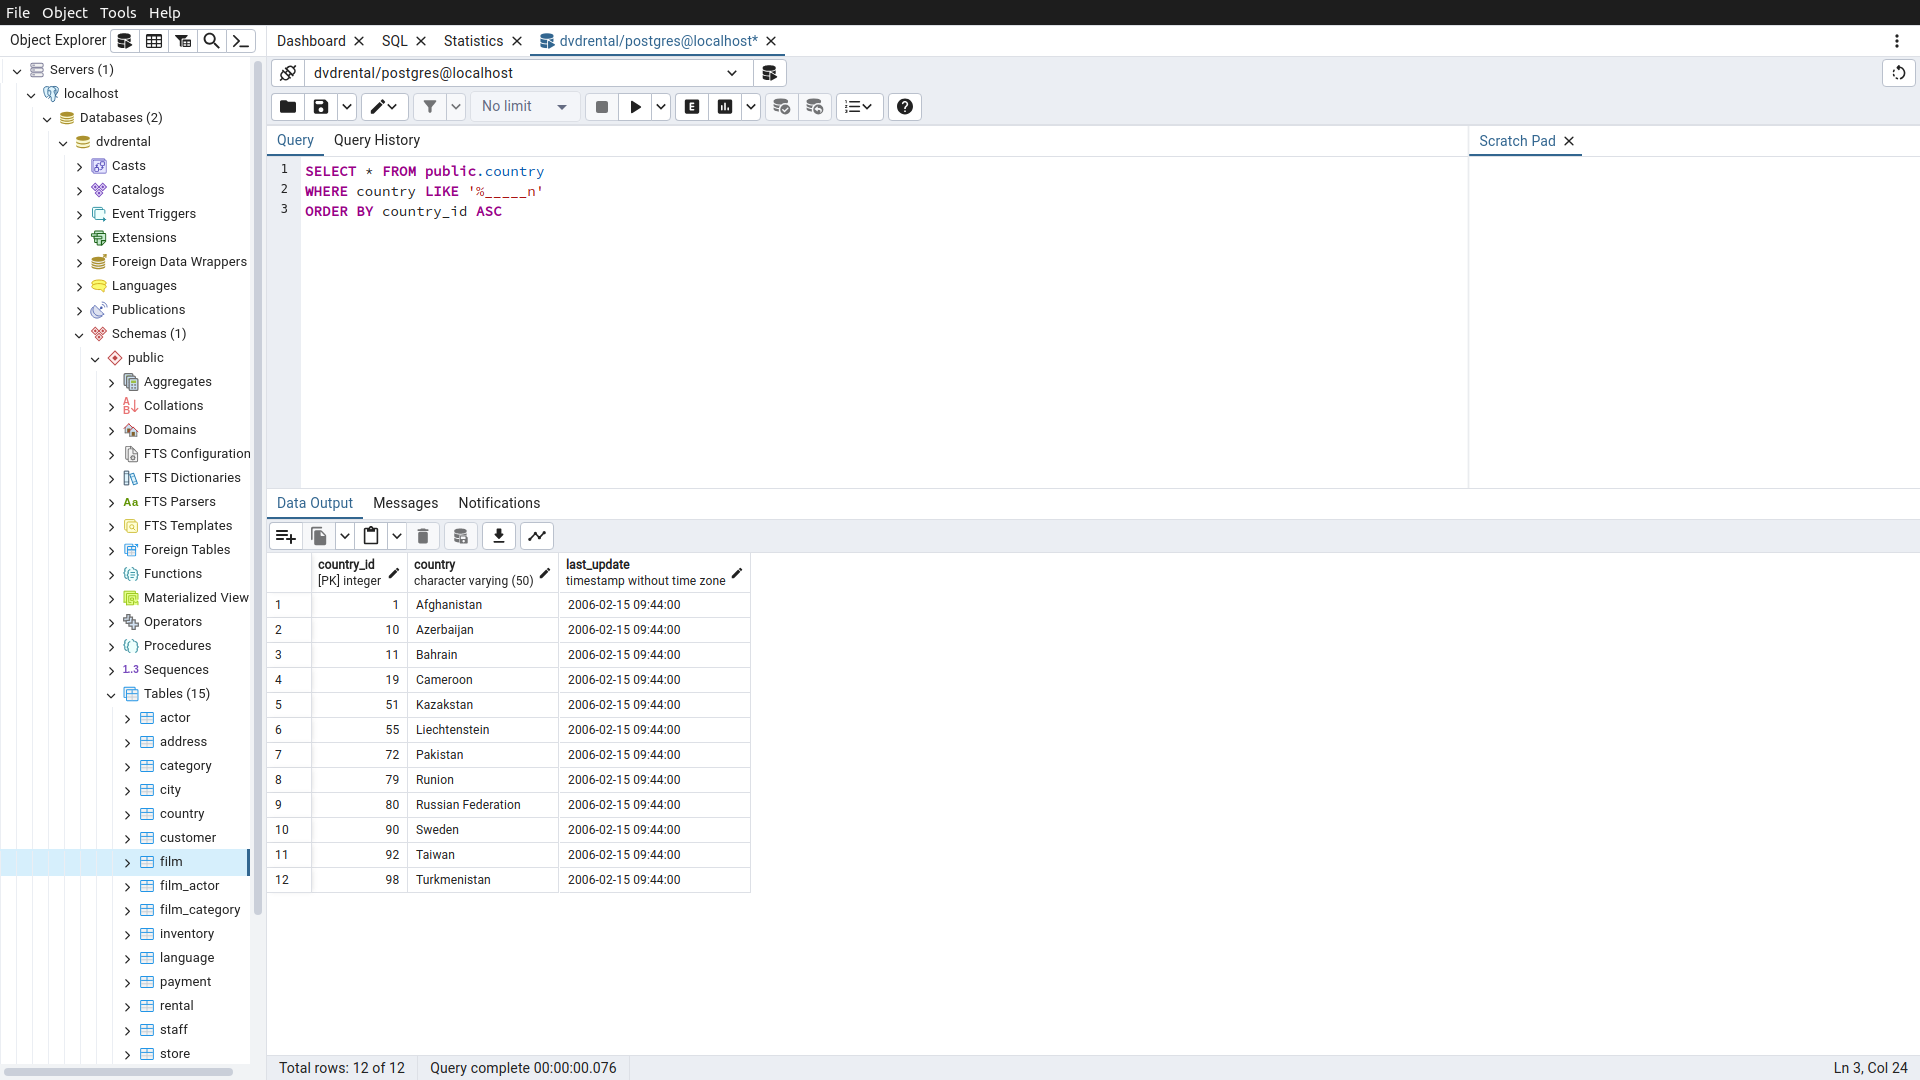 File Object Tools Help
Object Explorer
Dashboard
SQL
Statistics
dvdrental/postgres@localhost*
dvdrental/postgres@localhost
No limit
E
Query
Query History
Scratch Pad
Servers (1)
localhost
Databases (2)
dvdrental
Casts
Catalogs
Event Triggers
Extensions
Foreign Data Wrappers
Languages
Publications
Schemas (1)
public
Aggregates
Collations
Domains
FTS Configuration
FTS Dictionaries
Aa FTS Parsers
FTS Templates
Foreign Tables
Functions
Materialized View
Operators
Procedures
1..3 Sequences
Tables (15)
actor
address
category
city
country
customer
film
film_actor
film_category
inventory
language
payment
rental
staff
store
1 SELECT * FROM public.country
2 WHERE country LIKE '%_____n'
3 ORDER BY country_id ASC
Data Output
Messages
Notifications
country_id country last_update
[PK] integer character varying (50) timestamp without time zone
1 1 Afghanistan 2006-02-15 09:44:00
2 10 Azerbaijan 2006-02-15 09:44:00
3 11 Bahrain 2006-02-15 09:44:00
4 19 Cameroon 2006-02-15 09:44:00
5 51 Kazakstan 2006-02-15 09:44:00
6 55 Liechtenstein 2006-02-15 09:44:00
7 72 Pakistan 2006-02-15 09:44:00
8 79 Runion 2006-02-15 09:44:00
9 80 Russian Federation 2006-02-15 09:44:00
10 90 Sweden 2006-02-15 09:44:00
11 92 Taiwan 2006-02-15 09:44:00
12 98 Turkmenistan 2006-02-15 09:44:00
Total rows: 12 of 12
Query complete 00:00:00.076
Ln 3, Col 24